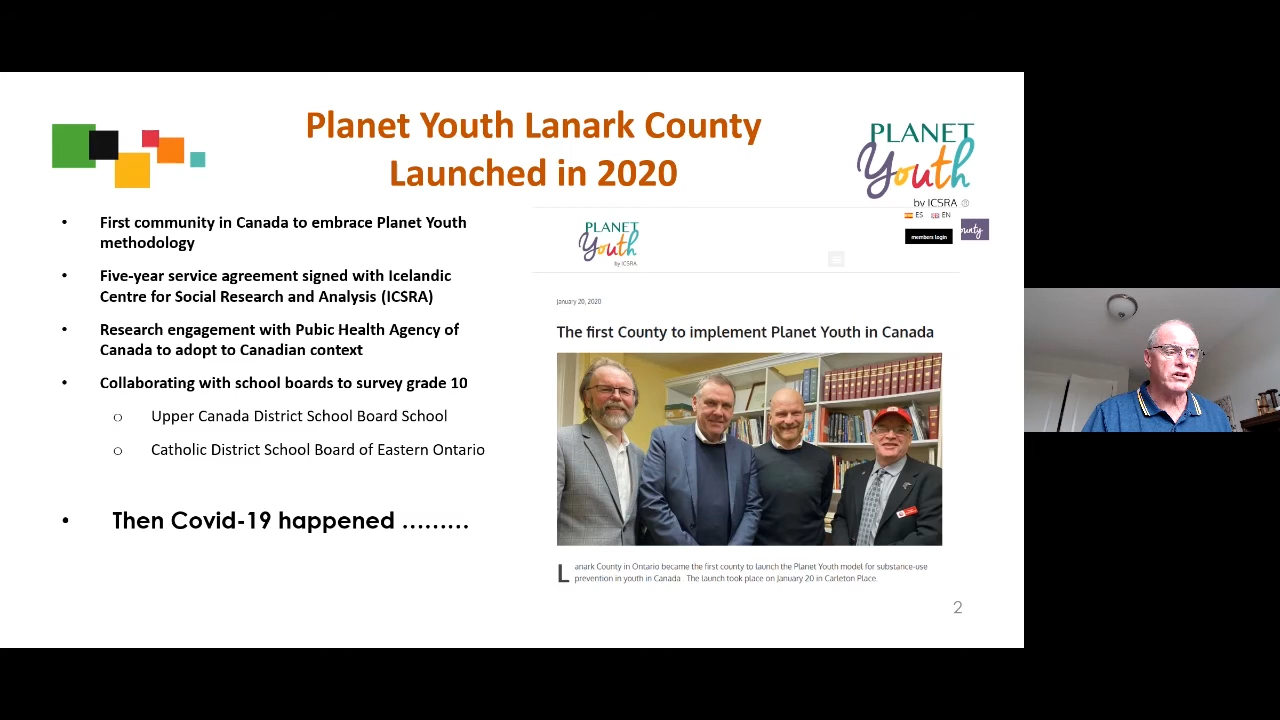 Planet Youth Lanark County
Launched in 2020
PLANET
Youth
by ICSRA ®
• First community in Canada to embrace Planet Youth
methodology
• Five-year service agreement signed with Icelandic
Centre for Social Research and Analysis (ICSRA)
• Research engagement with Pubic Health Agency of
Canada to adopt to Canadian context
• Collaborating with school boards to survey grade 10
o Upper Canada District School Board School
o Catholic District School Board of Eastern Ontario
• Then Covid-19 happened ………
ES EN
members login
unty
PLANET
Youth
by ICSRA
January 20, 2020
The first County to implement Planet Youth in Canada
Lanark County in Ontario became the first county to launch the Planet Youth model for substance-use
prevention in youth in Canada . The launch took place on January 20 in Carleton Place.
2